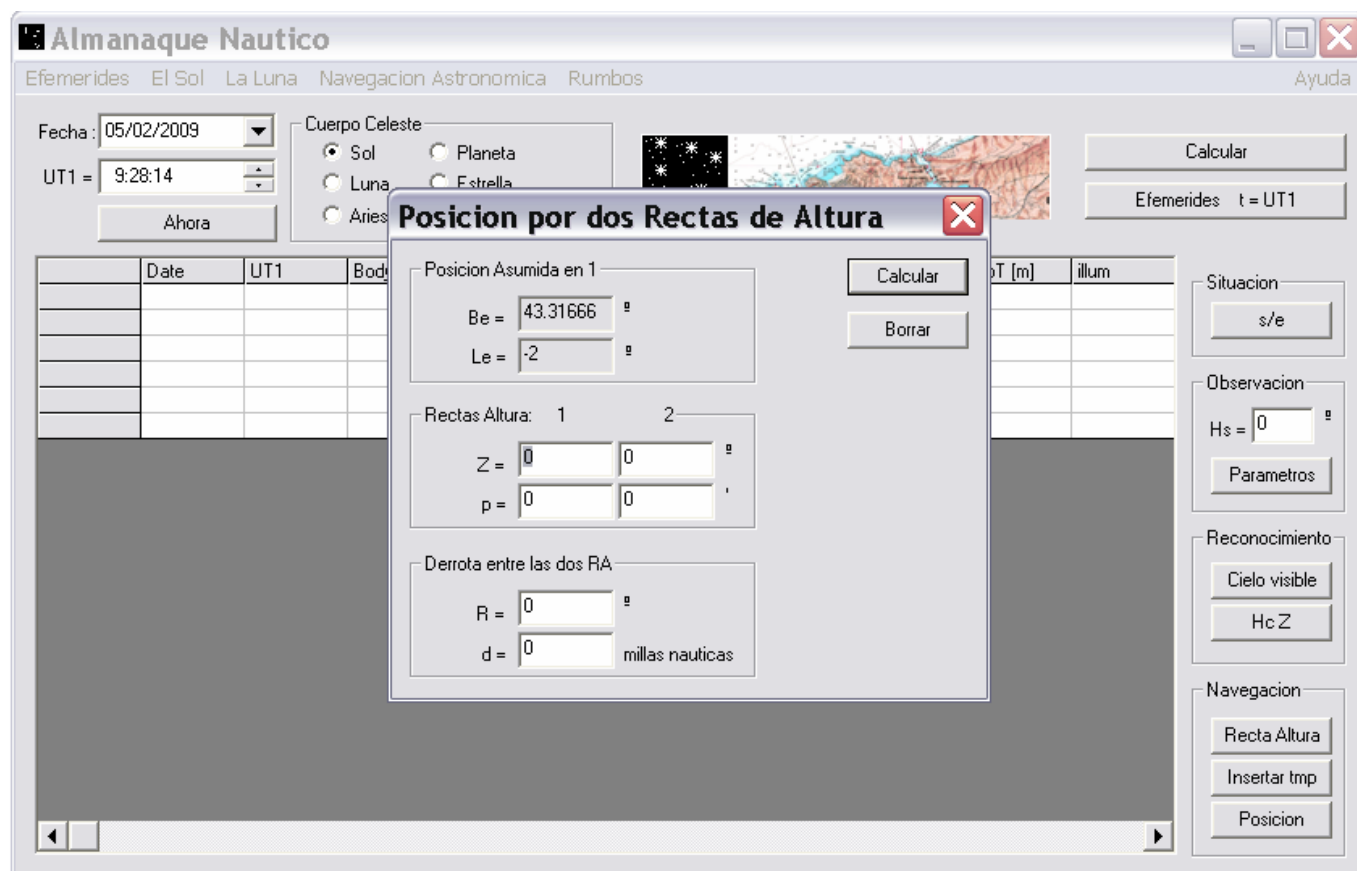 Almanaque Nautico
Efemerides El Sol La Luna Navegacion Astronomica Rumbos Ayuda
Fecha : 05/02/2009
UT1 = 9:28:14
Ahora
Cuerpo Celeste
Sol Planeta
Luna Estrella
Aries
Calcular
Efemerides t = UT1
Posicion por dos Rectas de Altura
Posicion Asumida en 1
Be = 43.31666 º
Le = -2 º
Calcular
Borrar
Rectas Altura: 1 2
Z = 0 0 º
p = 0 0 '
Derrota entre las dos RA
R = 0 º
d = 0 millas nauticas
Date UT1 [m] illum
Situacion
s/e
Observacion
Hs = 0 º
Parametros
Reconocimiento
Cielo visible
Hc Z
Navegacion
Recta Altura
Insertar tmp
Posicion